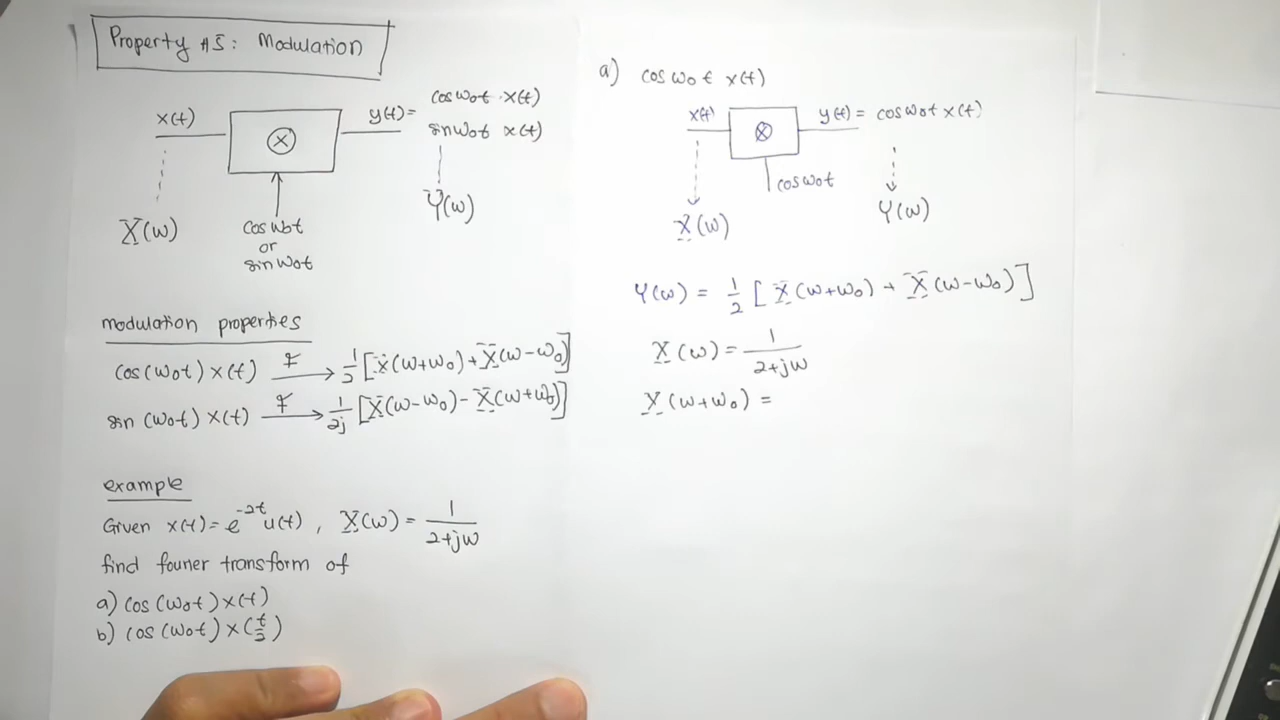 Property #5: Modulation
x(t)
y(t) = cos ω0t · x(t)
sin ω0t x(t)
X(ω)
Y(ω)
cos ω0t
or
sin ω0t
modulation properties
cos(ω0t) x(t) —F→ 1/2 [X(ω+ω0) + X(ω-ω0)]
sin(ω0t) x(t) —F→ 1/2j [X(ω-ω0) - X(ω+ω0)]
example
Given x(t) = e^-2t u(t), X(ω) = 1/(2+jω)
find fourier transform of
a) cos(ω0t) x(t)
b) cos(ω0t) x(t/2)
a) cos ω0t x(t)
x(t)
y(t) = cos ω0t x(t)
cos ω0t
X(ω)
Y(ω)
Y(ω) = 1/2 [X(ω+ω0) + X(ω-ω0)]
X(ω) = 1/(2+jω)
X(ω+ω0) =